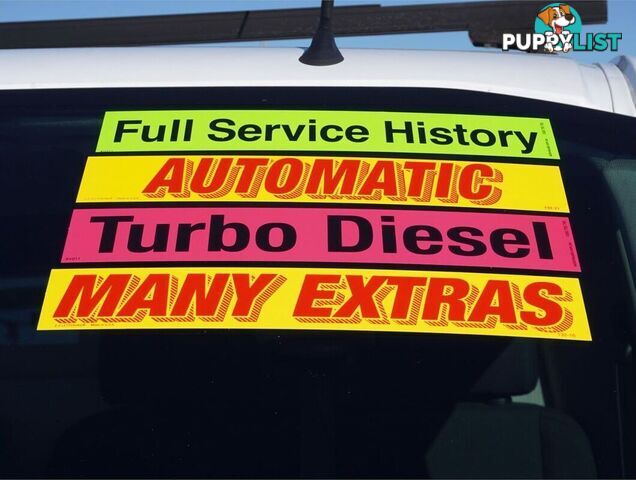 PUPPYLIST
Full Service History
AUTOMATIC
Turbo Diesel
MANY EXTRAS